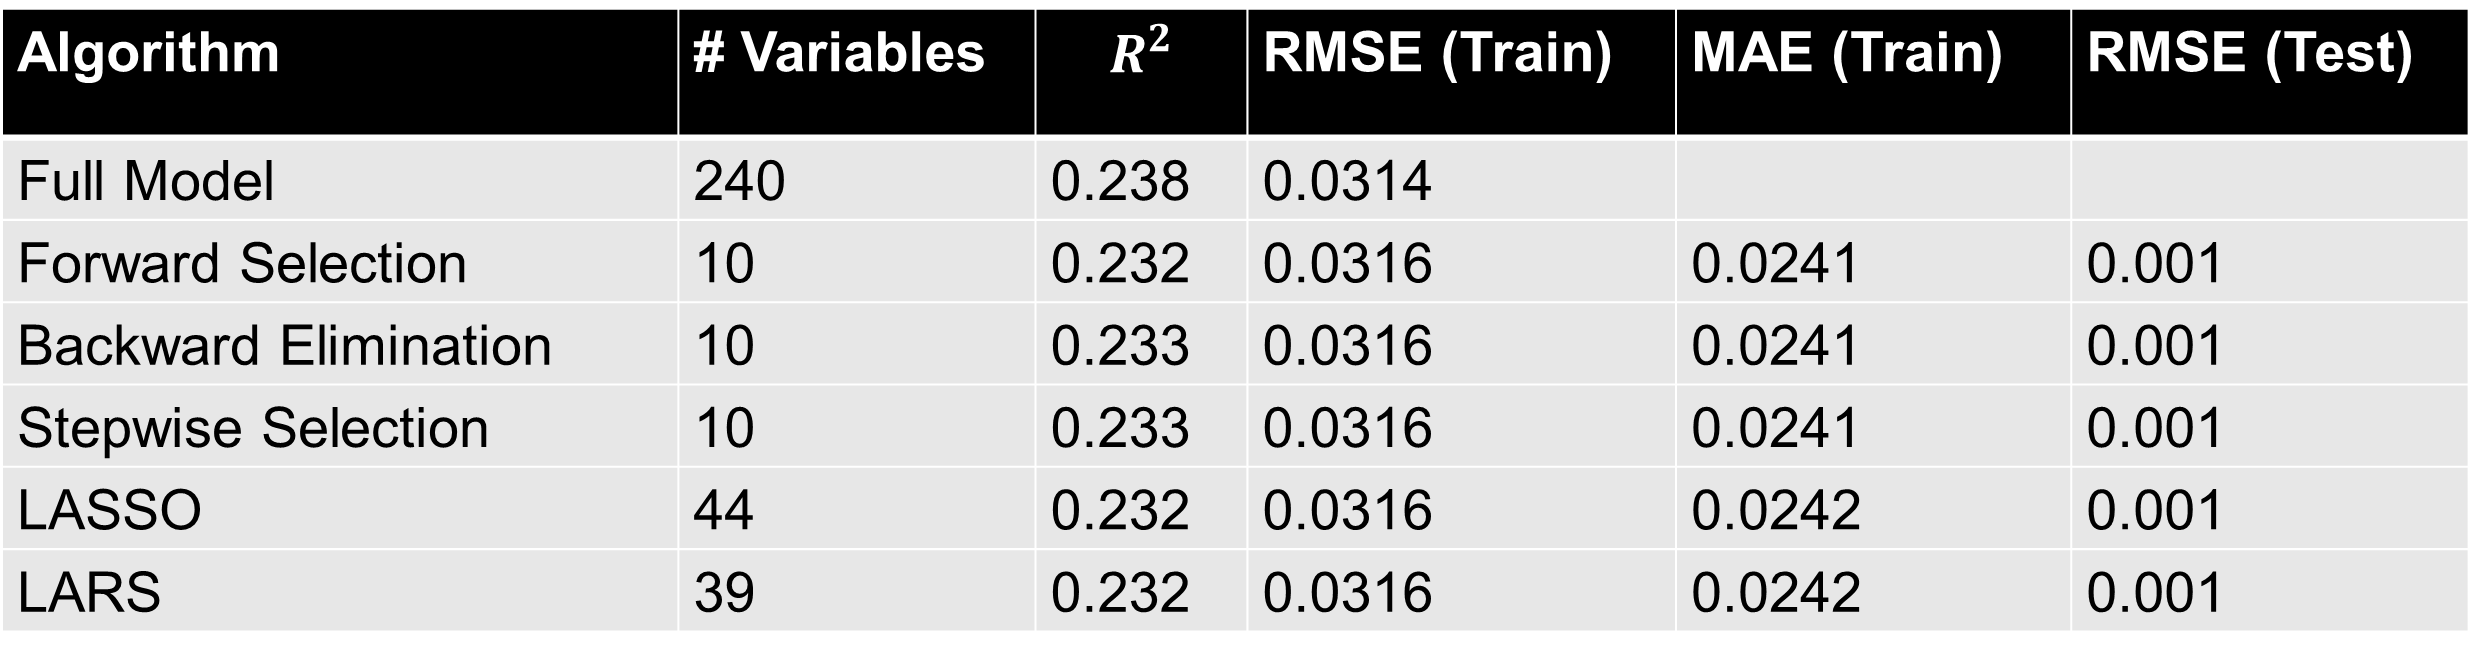 Algorithm # Variables R² RMSE (Train) MAE (Train) RMSE (Test)
Full Model 240 0.238 0.0314
Forward Selection 10 0.232 0.0316 0.0241 0.001
Backward Elimination 10 0.233 0.0316 0.0241 0.001
Stepwise Selection 10 0.233 0.0316 0.0241 0.001
LASSO 44 0.232 0.0316 0.0242 0.001
LARS 39 0.232 0.0316 0.0242 0.001